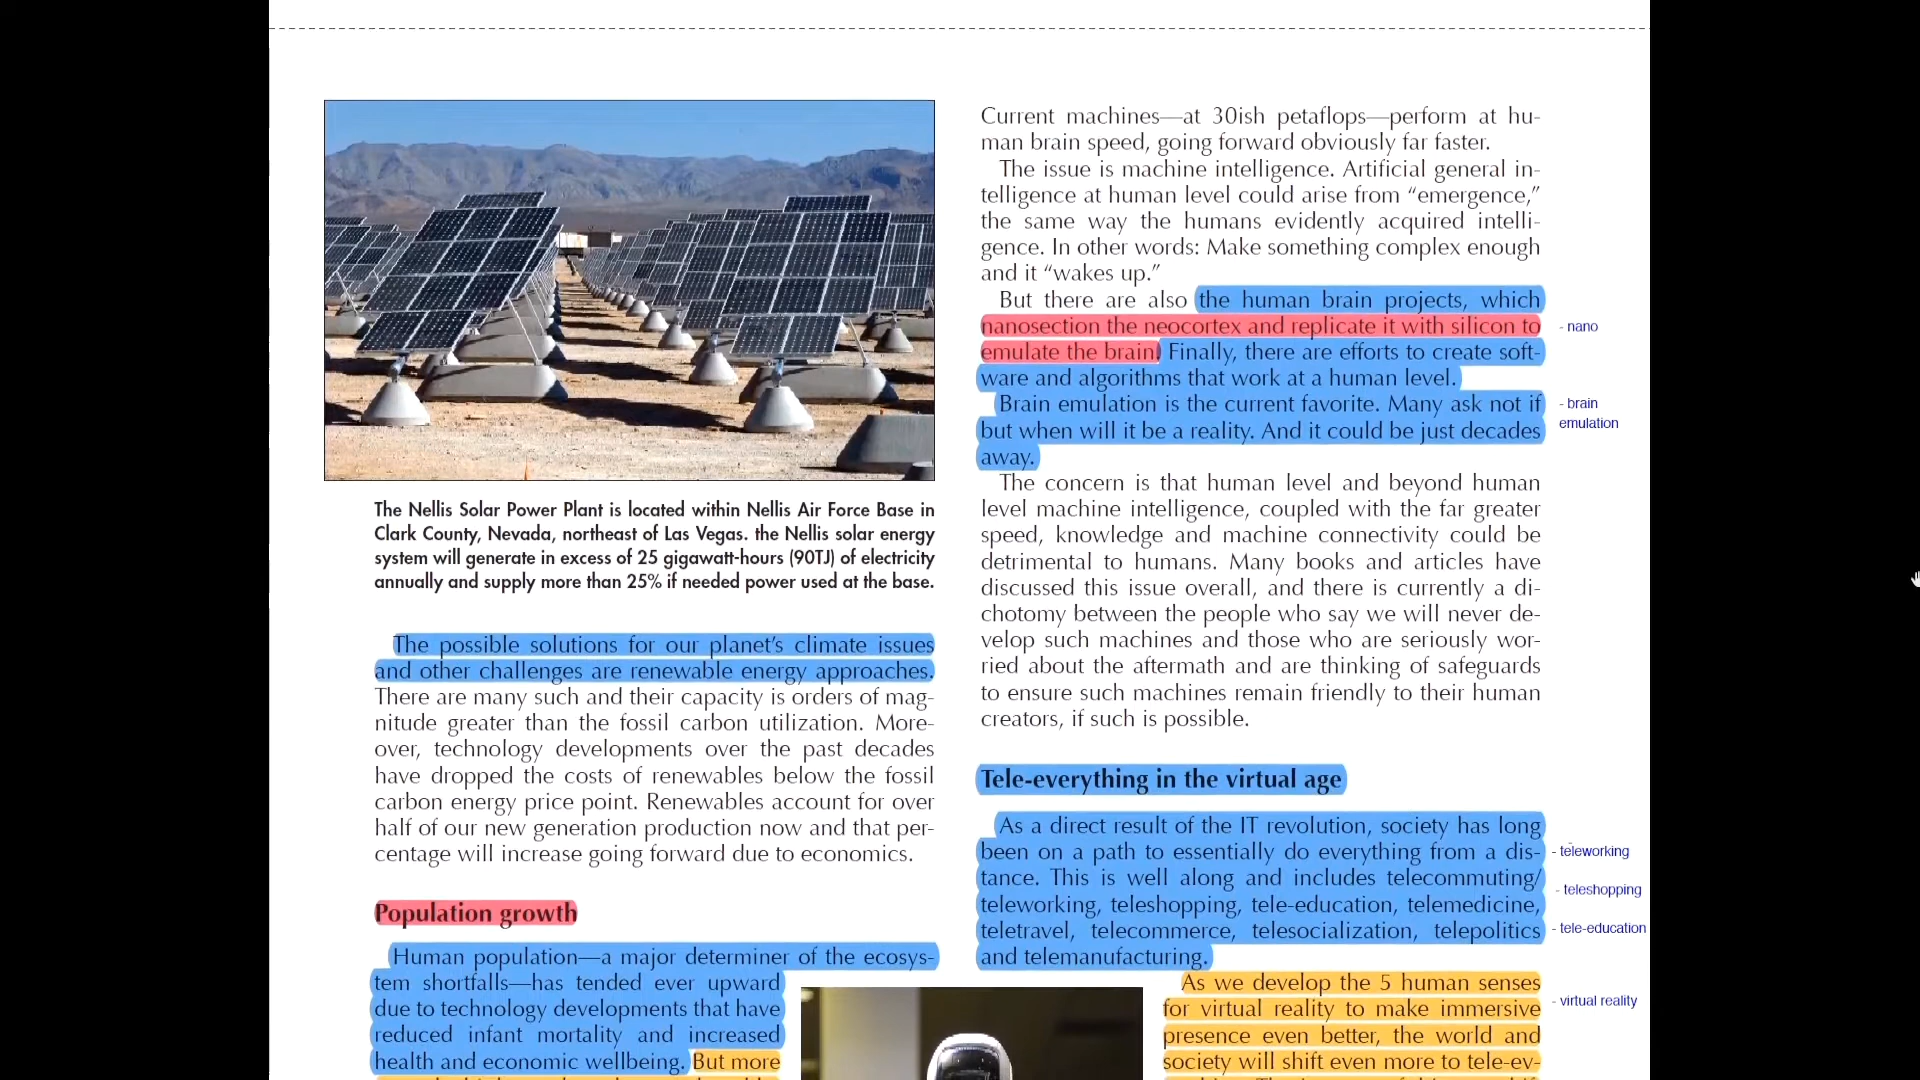 The Nellis Solar Power Plant is located within Nellis Air Force Base in
Clark County, Nevada, northeast of Las Vegas. the Nellis solar energy
system will generate in excess of 25 gigawatt-hours (90TJ) of electricity
annually and supply more than 25% if needed power used at the base.
The possible solutions for our planet's climate issues
and other challenges are renewable energy approaches.
There are many such and their capacity is orders of mag-
nitude greater than the fossil carbon utilization. More-
over, technology developments over the past decades
have dropped the costs of renewables below the fossil
carbon energy price point. Renewables account for over
half of our new generation production now and that per-
centage will increase going forward due to economics.
Population growth
Human population—a major determiner of the ecosys-
tem shortfalls—has tended ever upward
due to technology developments that have
reduced infant mortality and increased
health and economic wellbeing. But more
Current machines—at 30ish petaflops—perform at hu-
man brain speed, going forward obviously far faster.
The issue is machine intelligence. Artificial general in-
telligence at human level could arise from “emergence,”
the same way the humans evidently acquired intelli-
gence. In other words: Make something complex enough
and it “wakes up.”
But there are also the human brain projects, which
nanosection the neocortex and replicate it with silicon to
emulate the brain. Finally, there are efforts to create soft-
ware and algorithms that work at a human level.
Brain emulation is the current favorite. Many ask not if
but when will it be a reality. And it could be just decades
away.
The concern is that human level and beyond human
level machine intelligence, coupled with the far greater
speed, knowledge and machine connectivity could be
detrimental to humans. Many books and articles have
discussed this issue overall, and there is currently a di-
chotomy between the people who say we will never de-
velop such machines and those who are seriously wor-
ried about the aftermath and are thinking of safeguards
to ensure such machines remain friendly to their human
creators, if such is possible.
Tele-everything in the virtual age
As a direct result of the IT revolution, society has long
been on a path to essentially do everything from a dis-
tance. This is well along and includes telecommuting/
teleworking, teleshopping, tele-education, telemedicine,
teletravel, telecommerce, telesocialization, telepolitics
and telemanufacturing.
As we develop the 5 human senses
for virtual reality to make immersive
presence even better, the world and
society will shift even more to tele-ev-
- nano
- brain
emulation
- teleworking
- teleshopping
- tele-education
- virtual reality